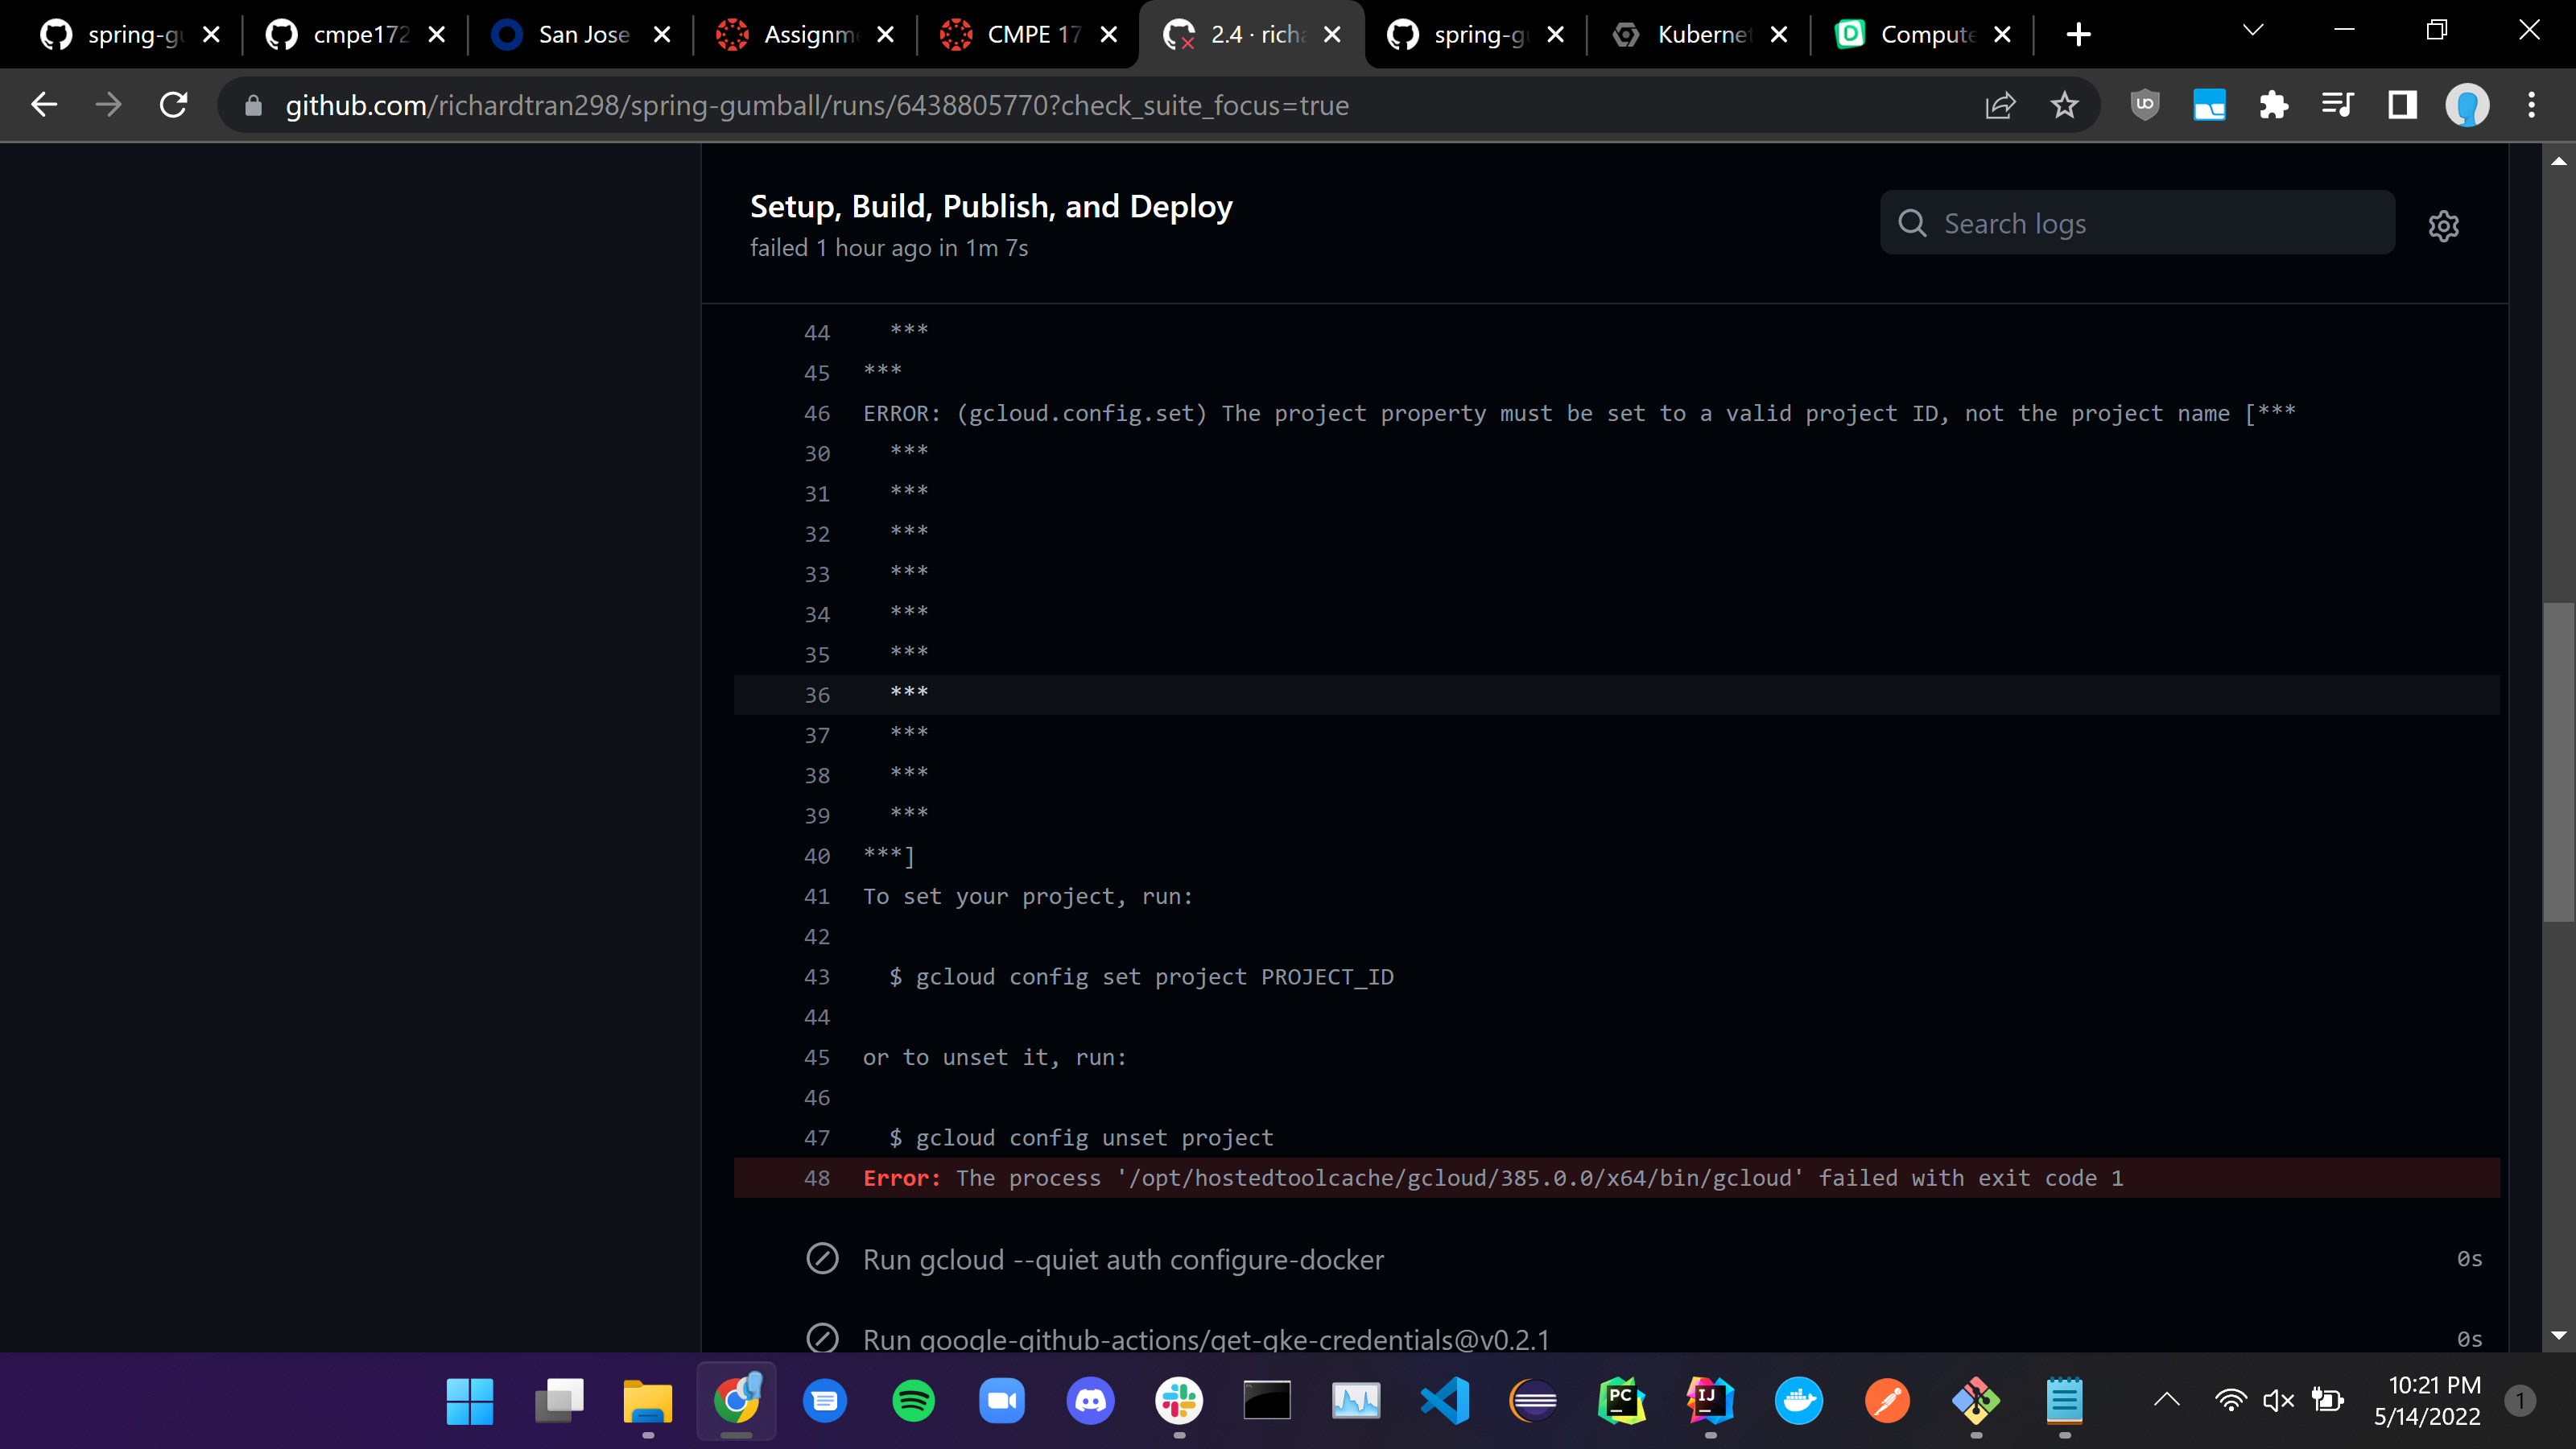 spring-gu
cmpe172
San Jose
Assignme
CMPE 17
2.4 · richa
spring-gu
Kubernet
Compute
github.com/richardtran298/spring-gumball/runs/6438805770?check_suite_focus=true
Setup, Build, Publish, and Deploy
failed 1 hour ago in 1m 7s
Search logs
44 ***
45 ***
46 ERROR: (gcloud.config.set) The project property must be set to a valid project ID, not the project name [***
30 ***
31 ***
32 ***
33 ***
34 ***
35 ***
36 ***
37 ***
38 ***
39 ***
40 ***]
41 To set your project, run:
42
43 $ gcloud config set project PROJECT_ID
44
45 or to unset it, run:
46
47 $ gcloud config unset project
48 Error: The process '/opt/hostedtoolcache/gcloud/385.0.0/x64/bin/gcloud' failed with exit code 1
Run gcloud --quiet auth configure-docker 0s
Run google-github-actions/get-gke-credentials@v0.2.1 0s
PC
IJ
10:21 PM
5/14/2022
1